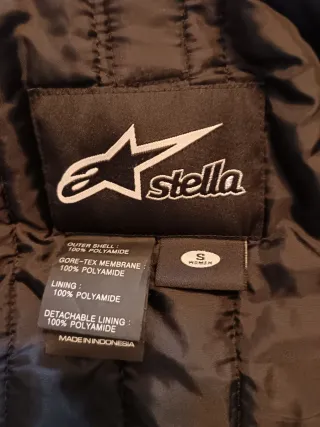 stella
OUTER SHELL :
100% POLYAMIDE
GORE-TEX MEMBRANE :
100% POLYAMIDE
LINING :
100% POLYAMIDE
DETACHABLE LINING :
100% POLYAMIDE
MADE IN INDONESIA
S
WOMEN